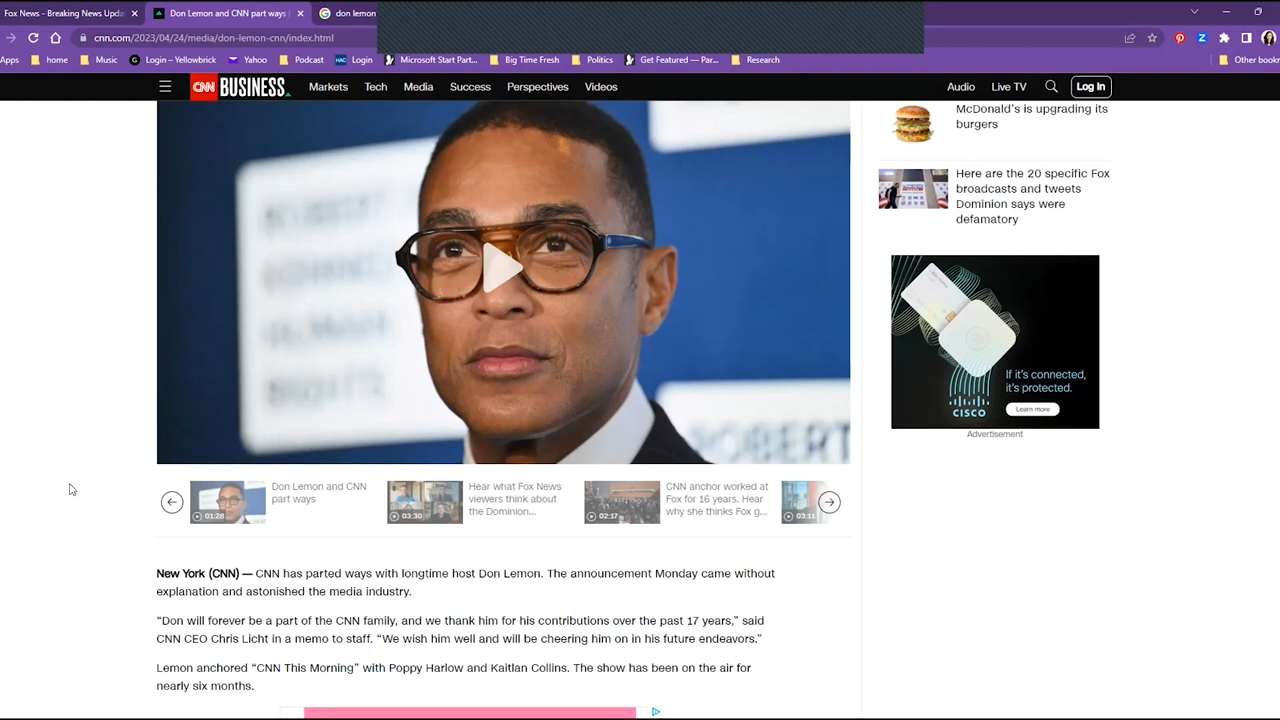 Fox News - Breaking News Upda
Don Lemon and CNN part ways
don lemon
cnn.com/2023/04/24/media/don-lemon-cnn/index.html
Apps
home
Music
Login – Yellowbrick
Yahoo
Podcast
HAC
Login
Microsoft Start Part...
Big Time Fresh
Politics
Get Featured — Par...
Research
Other bookr
CNN BUSINESS
Markets
Tech
Media
Success
Perspectives
Videos
Audio
Live TV
Log In
McDonald's is upgrading its
burgers
Here are the 20 specific Fox
broadcasts and tweets
Dominion says were
defamatory
If it's connected,
it's protected.
Learn more
CISCO
Advertisement
OBERT
01:28
Don Lemon and CNN
part ways
03:30
Hear what Fox News
viewers think about
the Dominion...
02:17
CNN anchor worked at
Fox for 16 years. Hear
why she thinks Fox g...
03:11
New York (CNN) — CNN has parted ways with longtime host Don Lemon. The announcement Monday came without
explanation and astonished the media industry.
“Don will forever be a part of the CNN family, and we thank him for his contributions over the past 17 years,” said
CNN CEO Chris Licht in a memo to staff. “We wish him well and will be cheering him on in his future endeavors.”
Lemon anchored “CNN This Morning” with Poppy Harlow and Kaitlan Collins. The show has been on the air for
nearly six months.